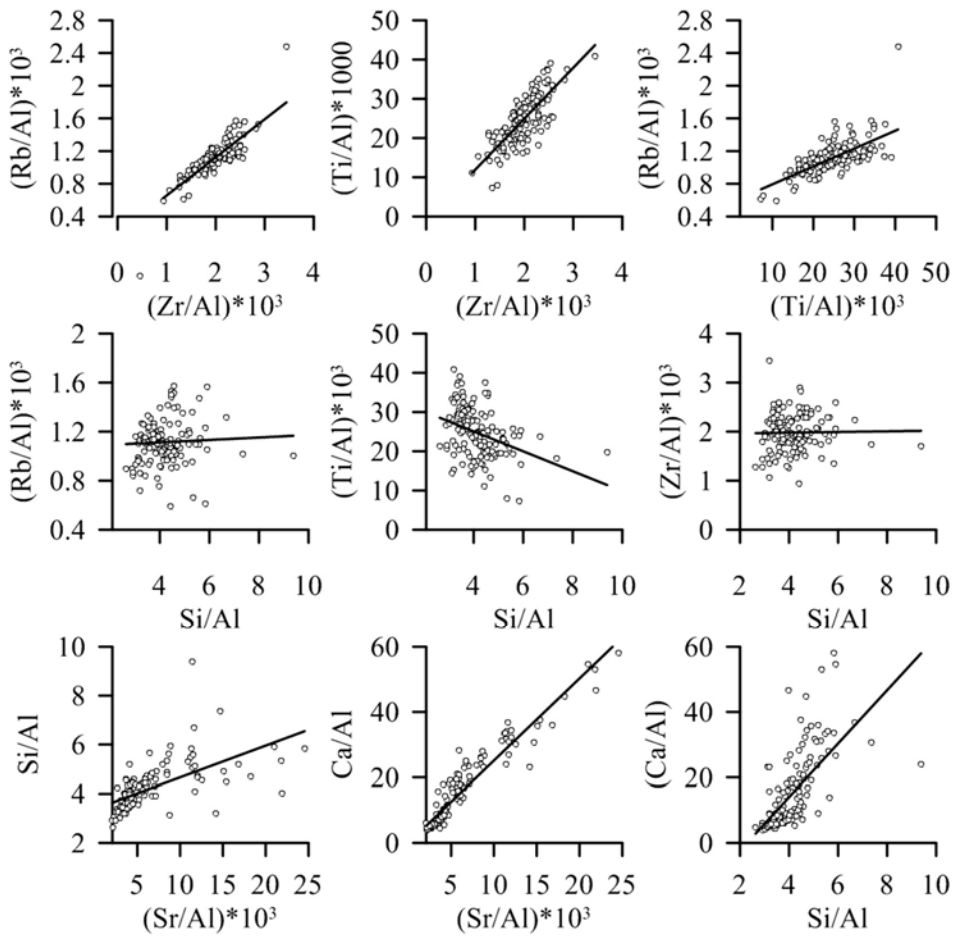 2.8
2.4
2
1.6
1.2
0.8
0.4
(Rb/Al)*10³
0 1 2 3 4
(Zr/Al)*10³
50
40
30
20
10
0
(Ti/Al)*1000
0 1 2 3 4
(Zr/Al)*10³
2.8
2.4
2
1.6
1.2
0.8
0.4
(Rb/Al)*10³
10 20 30 40 50
(Ti/Al)*10³
2
1.6
1.2
0.8
0.4
(Rb/Al)*10³
4 6 8 10
Si/Al
50
40
30
20
10
0
(Ti/Al)*10³
4 6 8 10
Si/Al
4
3
2
1
0
(Zr/Al)*10³
2 4 6 8 10
Si/Al
10
8
6
4
2
Si/Al
5 10 15 20 25
(Sr/Al)*10³
60
40
20
0
Ca/Al
5 10 15 20 25
(Sr/Al)*10³
60
40
20
0
(Ca/Al)
2 4 6 8 10
Si/Al